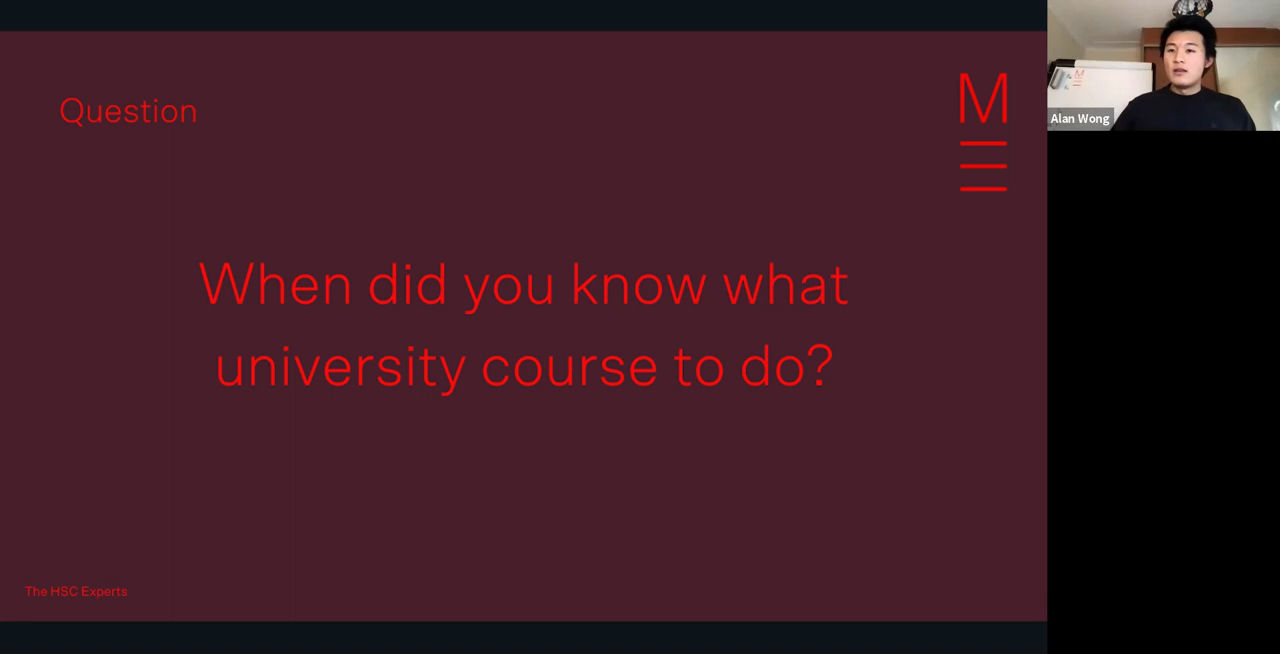 Question
M
When did you know what
university course to do?
The HSC Experts
Alan Wong